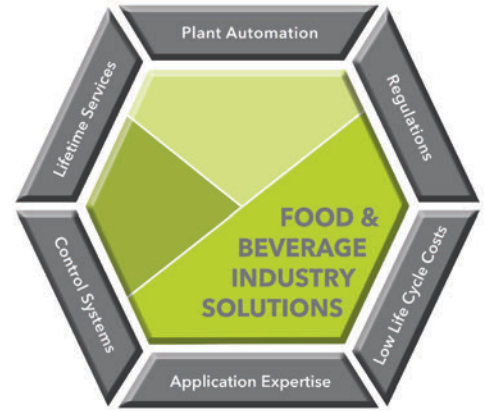 Plant Automation
Lifetime Services
Regulations
FOOD &
BEVERAGE
INDUSTRY
SOLUTIONS
Control Systems
Low Life Cycle Costs
Application Expertise